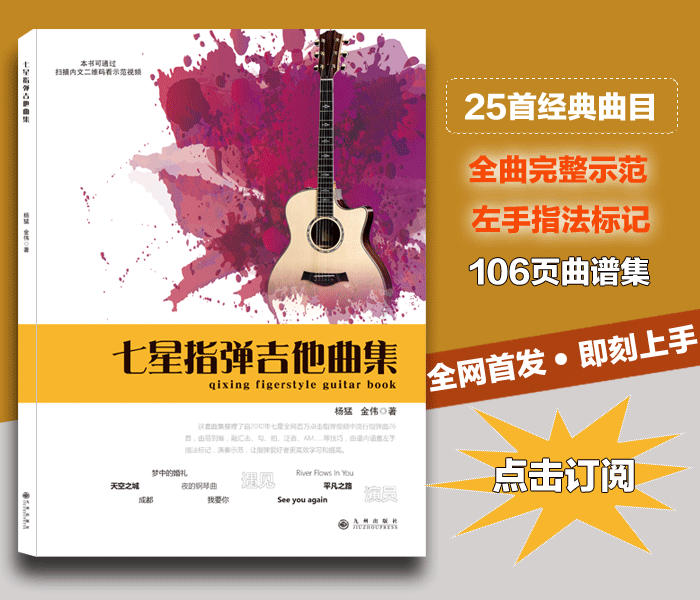 七星指弹吉他曲集
杨猛 金伟◎著
本书可通过
扫描内文二维码看示范视频
七星指弹吉他曲集
qixing figerstyle guitar book
杨猛 金伟◎著
梦中的婚礼
遇见
River Flows In You
天空之城
夜的钢琴曲
平凡之路
演员
成都
我要你
See you again
九州出版社
JIUZHOUPRESS
25首经典曲目
全曲完整示范
左手指法标记
106页曲谱集
全网首发·即刻上手
点击订阅